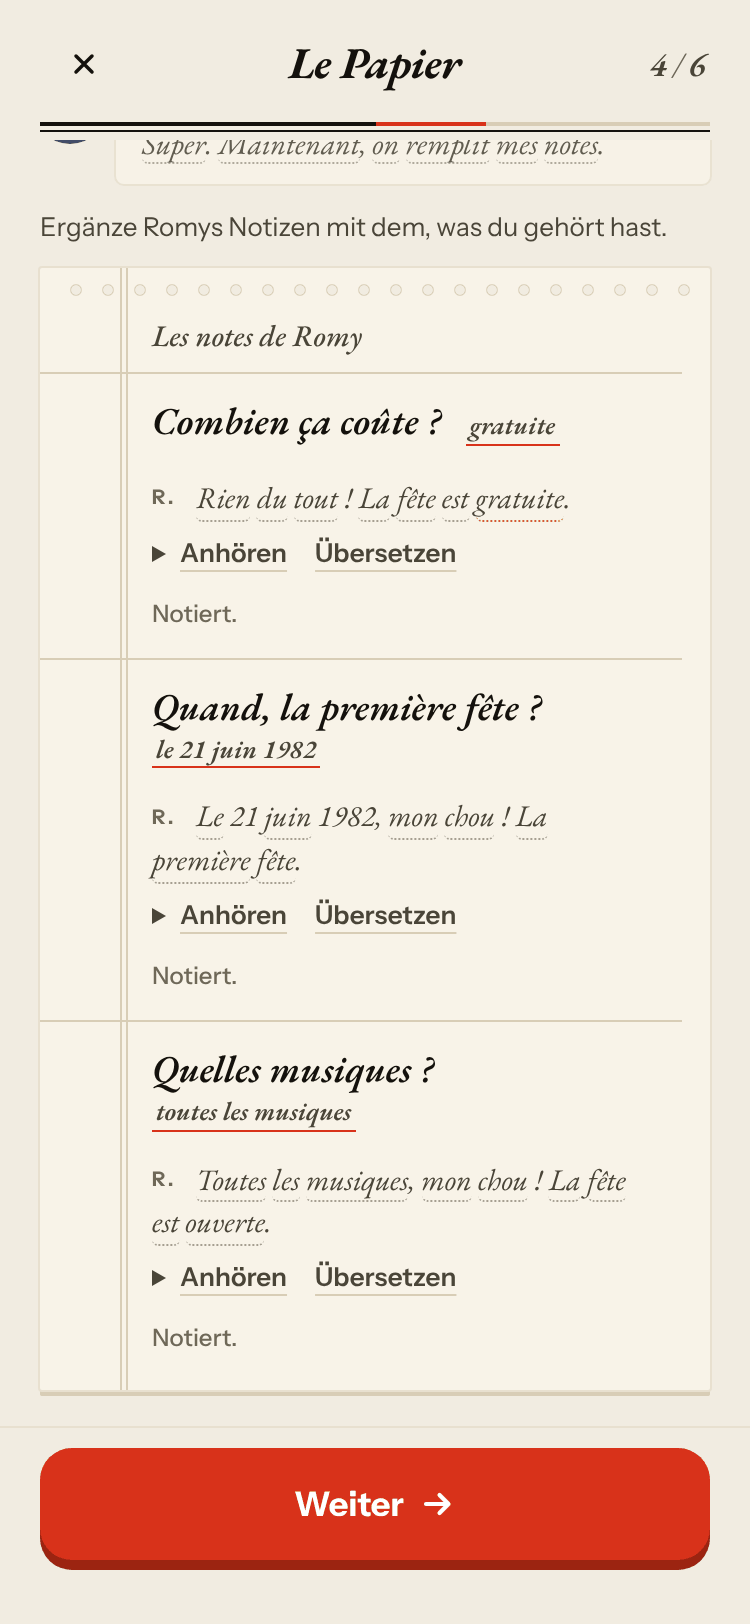 Le Papier
4/6
Super. Maintenant, on remplit mes notes.
Ergänze Romys Notizen mit dem, was du gehört hast.
Les notes de Romy
Combien ça coûte ? gratuite
R. Rien du tout ! La fête est gratuite.
Anhören Übersetzen
Notiert.
Quand, la première fête ?
le 21 juin 1982
R. Le 21 juin 1982, mon chou ! La
première fête.
Anhören Übersetzen
Notiert.
Quelles musiques ?
toutes les musiques
R. Toutes les musiques, mon chou ! La fête
est ouverte.
Anhören Übersetzen
Notiert.
Weiter